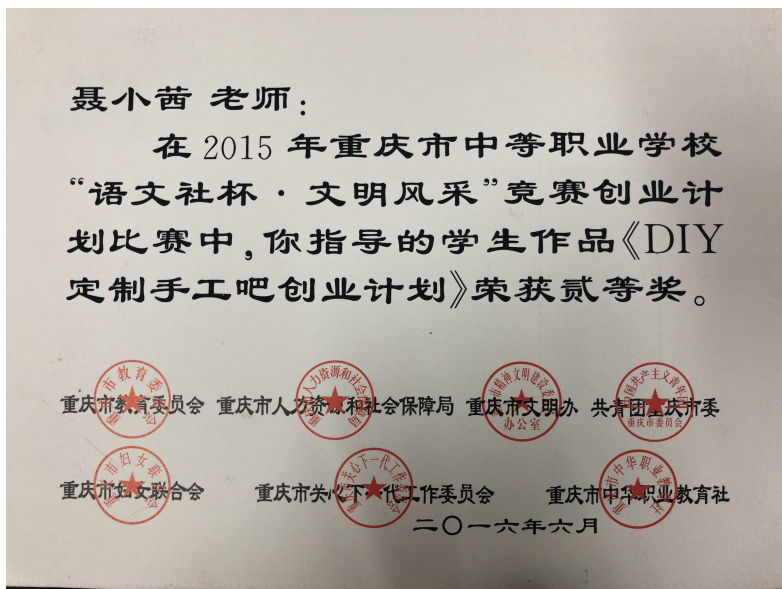 聂小茜 老师：
在2015年重庆市中等职业学校
“语文社杯·文明风采”竞赛创业计
划比赛中，你指导的学生作品《DIY
定制手工吧创业计划》荣获贰等奖。
重庆市教育委员会 重庆市人力资源和社会保障局 重庆市文明办 共青团重庆市委
重庆市妇女联合会 重庆市关心下一代工作委员会 重庆市中华职业教育社
二〇一六年六月